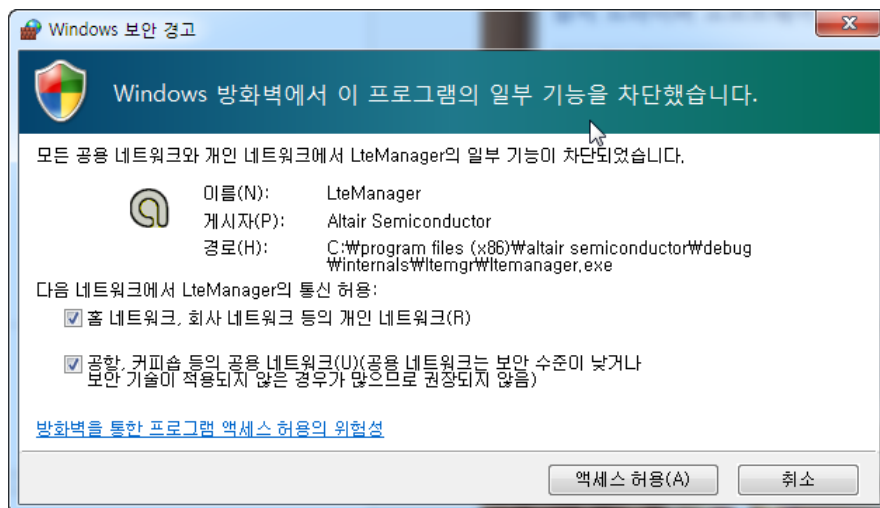 Windows 보안 경고
Windows 방화벽에서 이 프로그램의 일부 기능을 차단했습니다.
모든 공용 네트워크와 개인 네트워크에서 LteManager의 일부 기능이 차단되었습니다.
이름(N): LteManager
게시자(P): Altair Semiconductor
경로(H): C:₩program files (x86)₩altair semiconductor₩debug
₩internals₩ltemgr₩ltemanager.exe
다음 네트워크에서 LteManager의 통신 허용:
홈 네트워크, 회사 네트워크 등의 개인 네트워크(R)
공항, 커피숍 등의 공용 네트워크(U)(공용 네트워크는 보안 수준이 낮거나
보안 기술이 적용되지 않은 경우가 많으므로 권장되지 않음)
방화벽을 통한 프로그램 액세스 허용의 위험성
액세스 허용(A) 취소